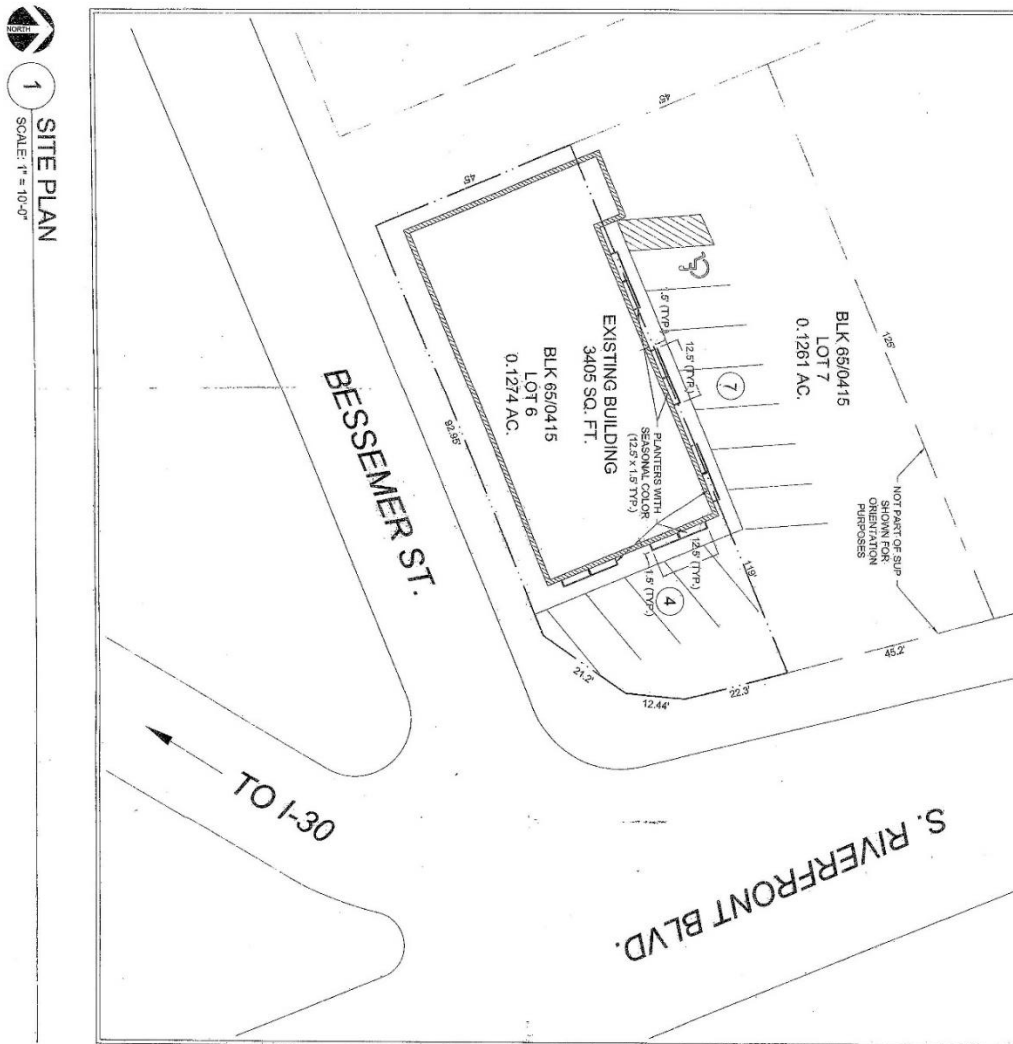 NORTH
1
SITE PLAN
SCALE: 1" = 10'-0"
BLK 65/0415
LOT 7
0.1261 AC.
125'
NOT PART OF SUP
SHOWN FOR
ORIENTATION
PURPOSES
7
1.5' (TYP.)
12.5' (TYP.)
EXISTING BUILDING
3405 SQ. FT.
BLK 65/0415
LOT 6
0.1274 AC.
PLANTERS WITH
SEASONAL COLOR
(12.5' x 1.5' TYP.)
12.5' (TYP.)
1.5' (TYP.)
4
119'
92.95'
21.2'
12.44'
22.3'
45.2'
BESSEMER ST.
TO I-30
S. RIVERFRONT BLVD.